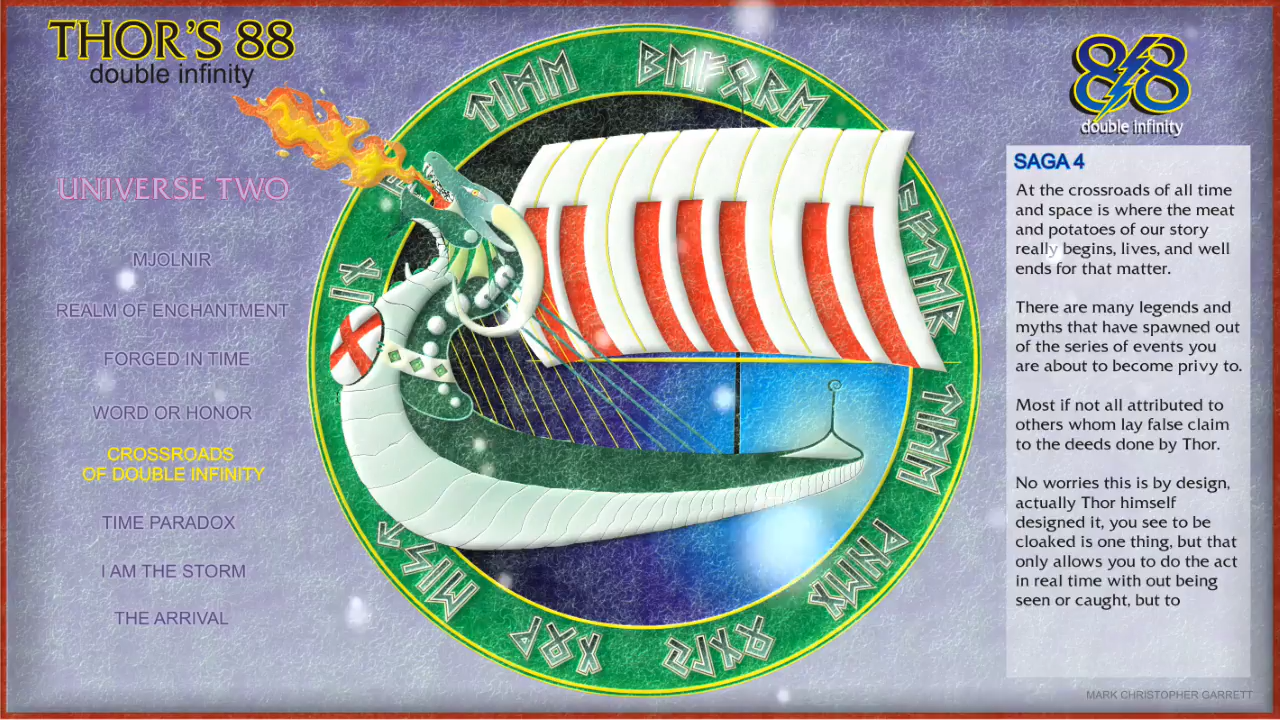 THOR'S 88
double infinity
UNIVERSE TWO
MJOLNIR
REALM OF ENCHANTMENT
FORGED IN TIME
WORD OR HONOR
CROSSROADS
OF DOUBLE INFINITY
TIME PARADOX
I AM THE STORM
THE ARRIVAL
88
double infinity
SAGA 4
At the crossroads of all time
and space is where the meat
and potatoes of our story
really begins, lives, and well
ends for that matter.
There are many legends and
myths that have spawned out
of the series of events you
are about to become privy to.
Most if not all attributed to
others whom lay false claim
to the deeds done by Thor.
No worries this is by design,
actually Thor himself
designed it, you see to be
cloaked is one thing, but that
only allows you to do the act
in real time with out being
seen or caught, but to
MARK CHRISTOPHER GARRETT